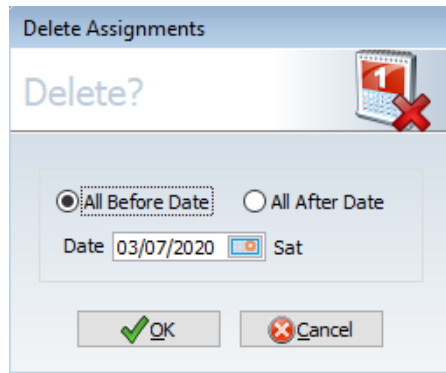 Delete Assignments
Delete?
1
All Before Date All After Date
Date 03/07/2020 Sat
OK Cancel